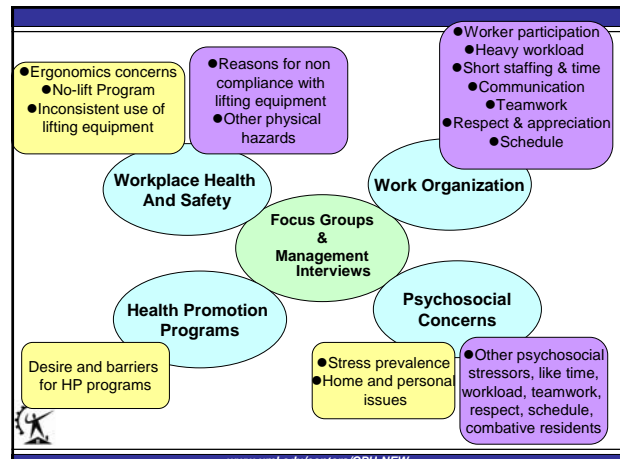 ●Ergonomics concerns
●No-lift Program
●Inconsistent use of
lifting equipment
●Reasons for non
compliance with
lifting equipment
●Other physical
hazards
●Worker participation
●Heavy workload
●Short staffing & time
●Communication
●Teamwork
●Respect & appreciation
●Schedule
Workplace Health
And Safety
Work Organization
Focus Groups
&
Management
Interviews
Health Promotion
Programs
Psychosocial
Concerns
Desire and barriers
for HP programs
●Stress prevalence
●Home and personal
issues
●Other psychosocial
stressors, like time,
workload, teamwork,
respect, schedule,
combative residents